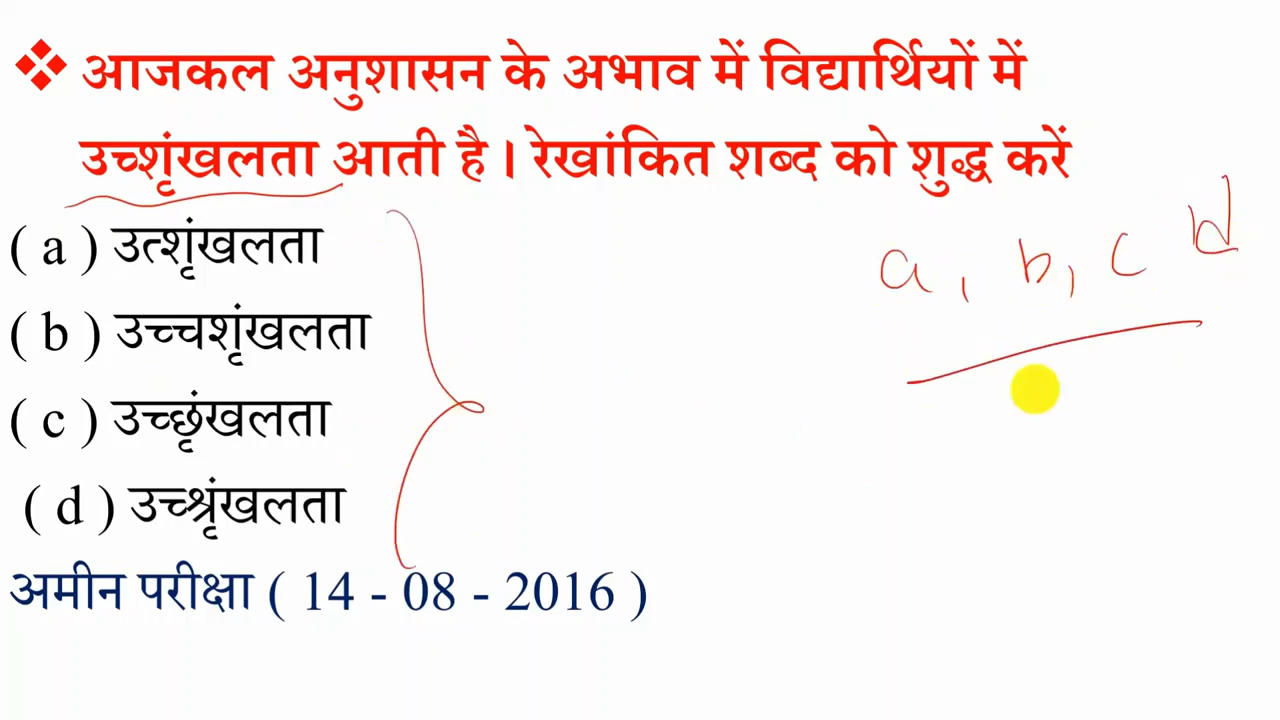 ❖ आजकल अनुशासन के अभाव में विद्यार्थियों में
उच्शृंखलता आती है । रेखांकित शब्द को शुद्ध करें
( a ) उत्शृंखलता
( b ) उच्चशृंखलता
( c ) उच्छृंखलता
( d ) उच्श्रृंखलता
अमीन परीक्षा ( 14 - 08 - 2016 )
a, b, c d